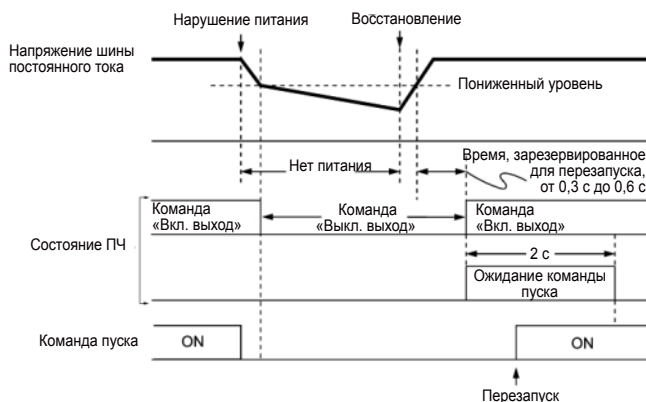 Нарушение питания
Восстановление
Напряжение шины
постоянного тока
Пониженный уровень
Нет питания
Время, зарезервированное
для перезапуска,
от 0,3 с до 0,6 с
Состояние ПЧ
Команда
«Вкл. выход»
Команда
«Выкл. выход»
Команда
«Вкл. выход»
2 с
Ожидание команды
пуска
Команда пуска
ON
ON
Перезапуск